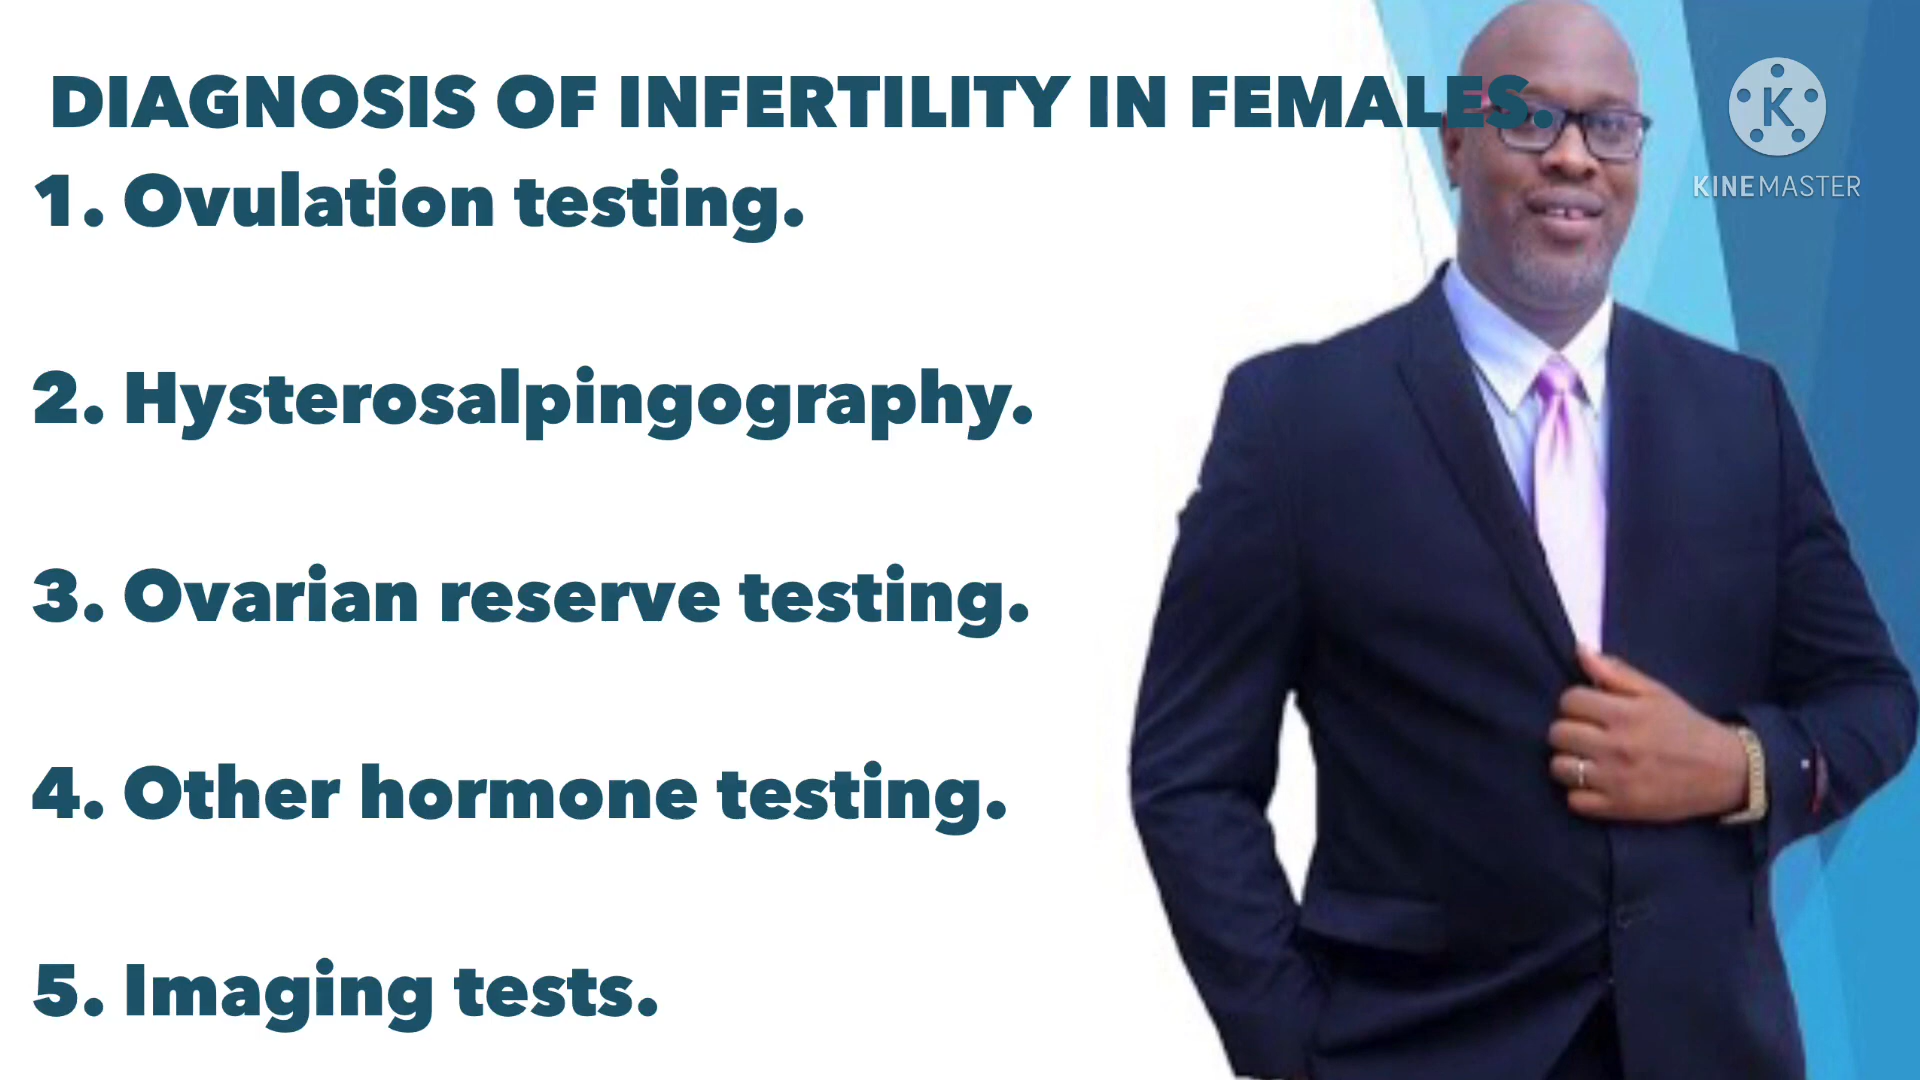 DIAGNOSIS OF INFERTILITY IN FEMALES.
1. Ovulation testing.
2. Hysterosalpingography.
3. Ovarian reserve testing.
4. Other hormone testing.
5. Imaging tests.
K
KINEMASTER